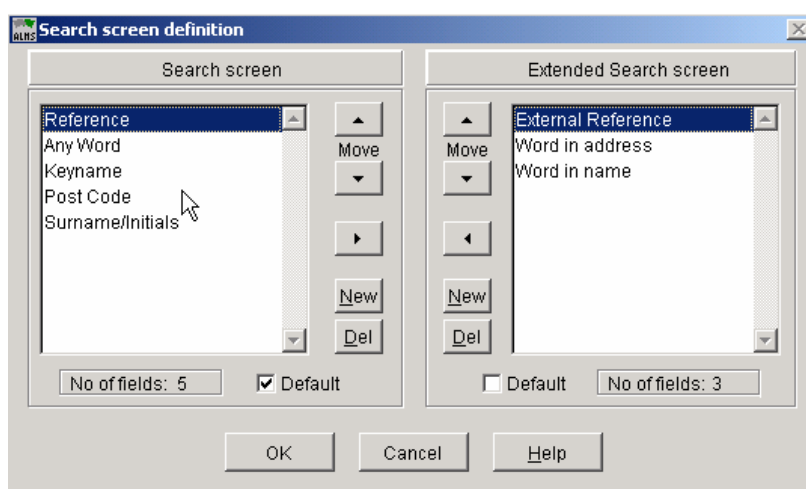 ALMS Search screen definition
Search screen
Reference
Any Word
Keyname
Post Code
Surname/Initials
Move
New
Del
No of fields: 5
Default
Extended Search screen
Move
New
Del
External Reference
Word in address
Word in name
Default
No of fields: 3
OK
Cancel
Help